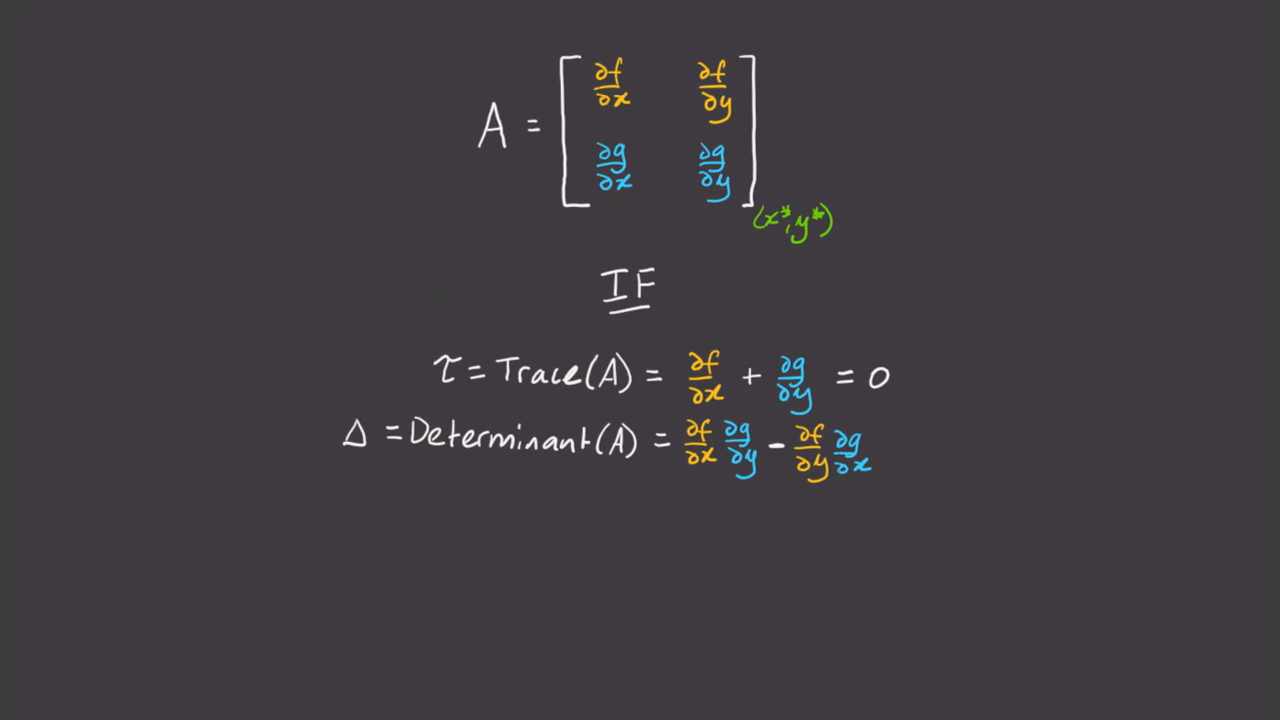 A = [ ∂f/∂x ∂f/∂y
∂g/∂x ∂g/∂y ] (x*, y*)
IF
τ = Trace(A) = ∂f/∂x + ∂g/∂y = 0
Δ = Determinant(A) = ∂f/∂x ∂g/∂y - ∂f/∂y ∂g/∂x